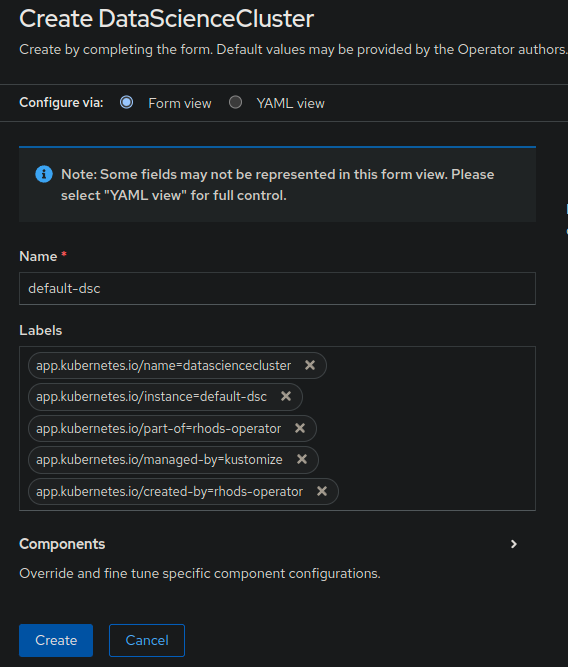 Create DataScienceCluster
Create by completing the form. Default values may be provided by the Operator authors.
Configure via: Form view YAML view
Note: Some fields may not be represented in this form view. Please
select "YAML view" for full control.
Name *
default-dsc
Labels
app.kubernetes.io/name=datasciencecluster
app.kubernetes.io/instance=default-dsc
app.kubernetes.io/part-of=rhods-operator
app.kubernetes.io/managed-by=kustomize
app.kubernetes.io/created-by=rhods-operator
Components
Override and fine tune specific component configurations.
Create Cancel